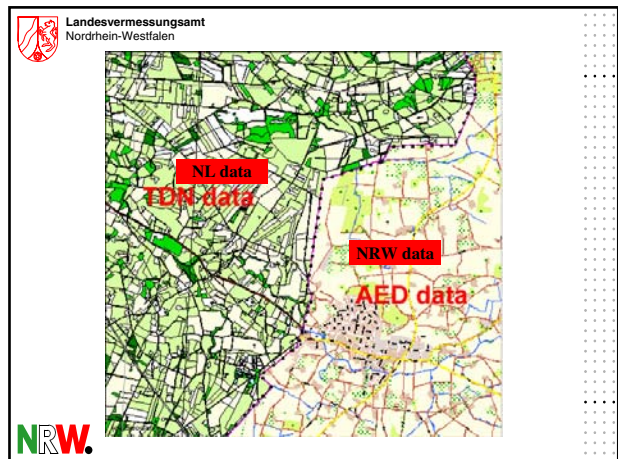 Landesvermessungsamt
Nordrhein-Westfalen
NL data
TDN data
NRW data
AED data
NRW.